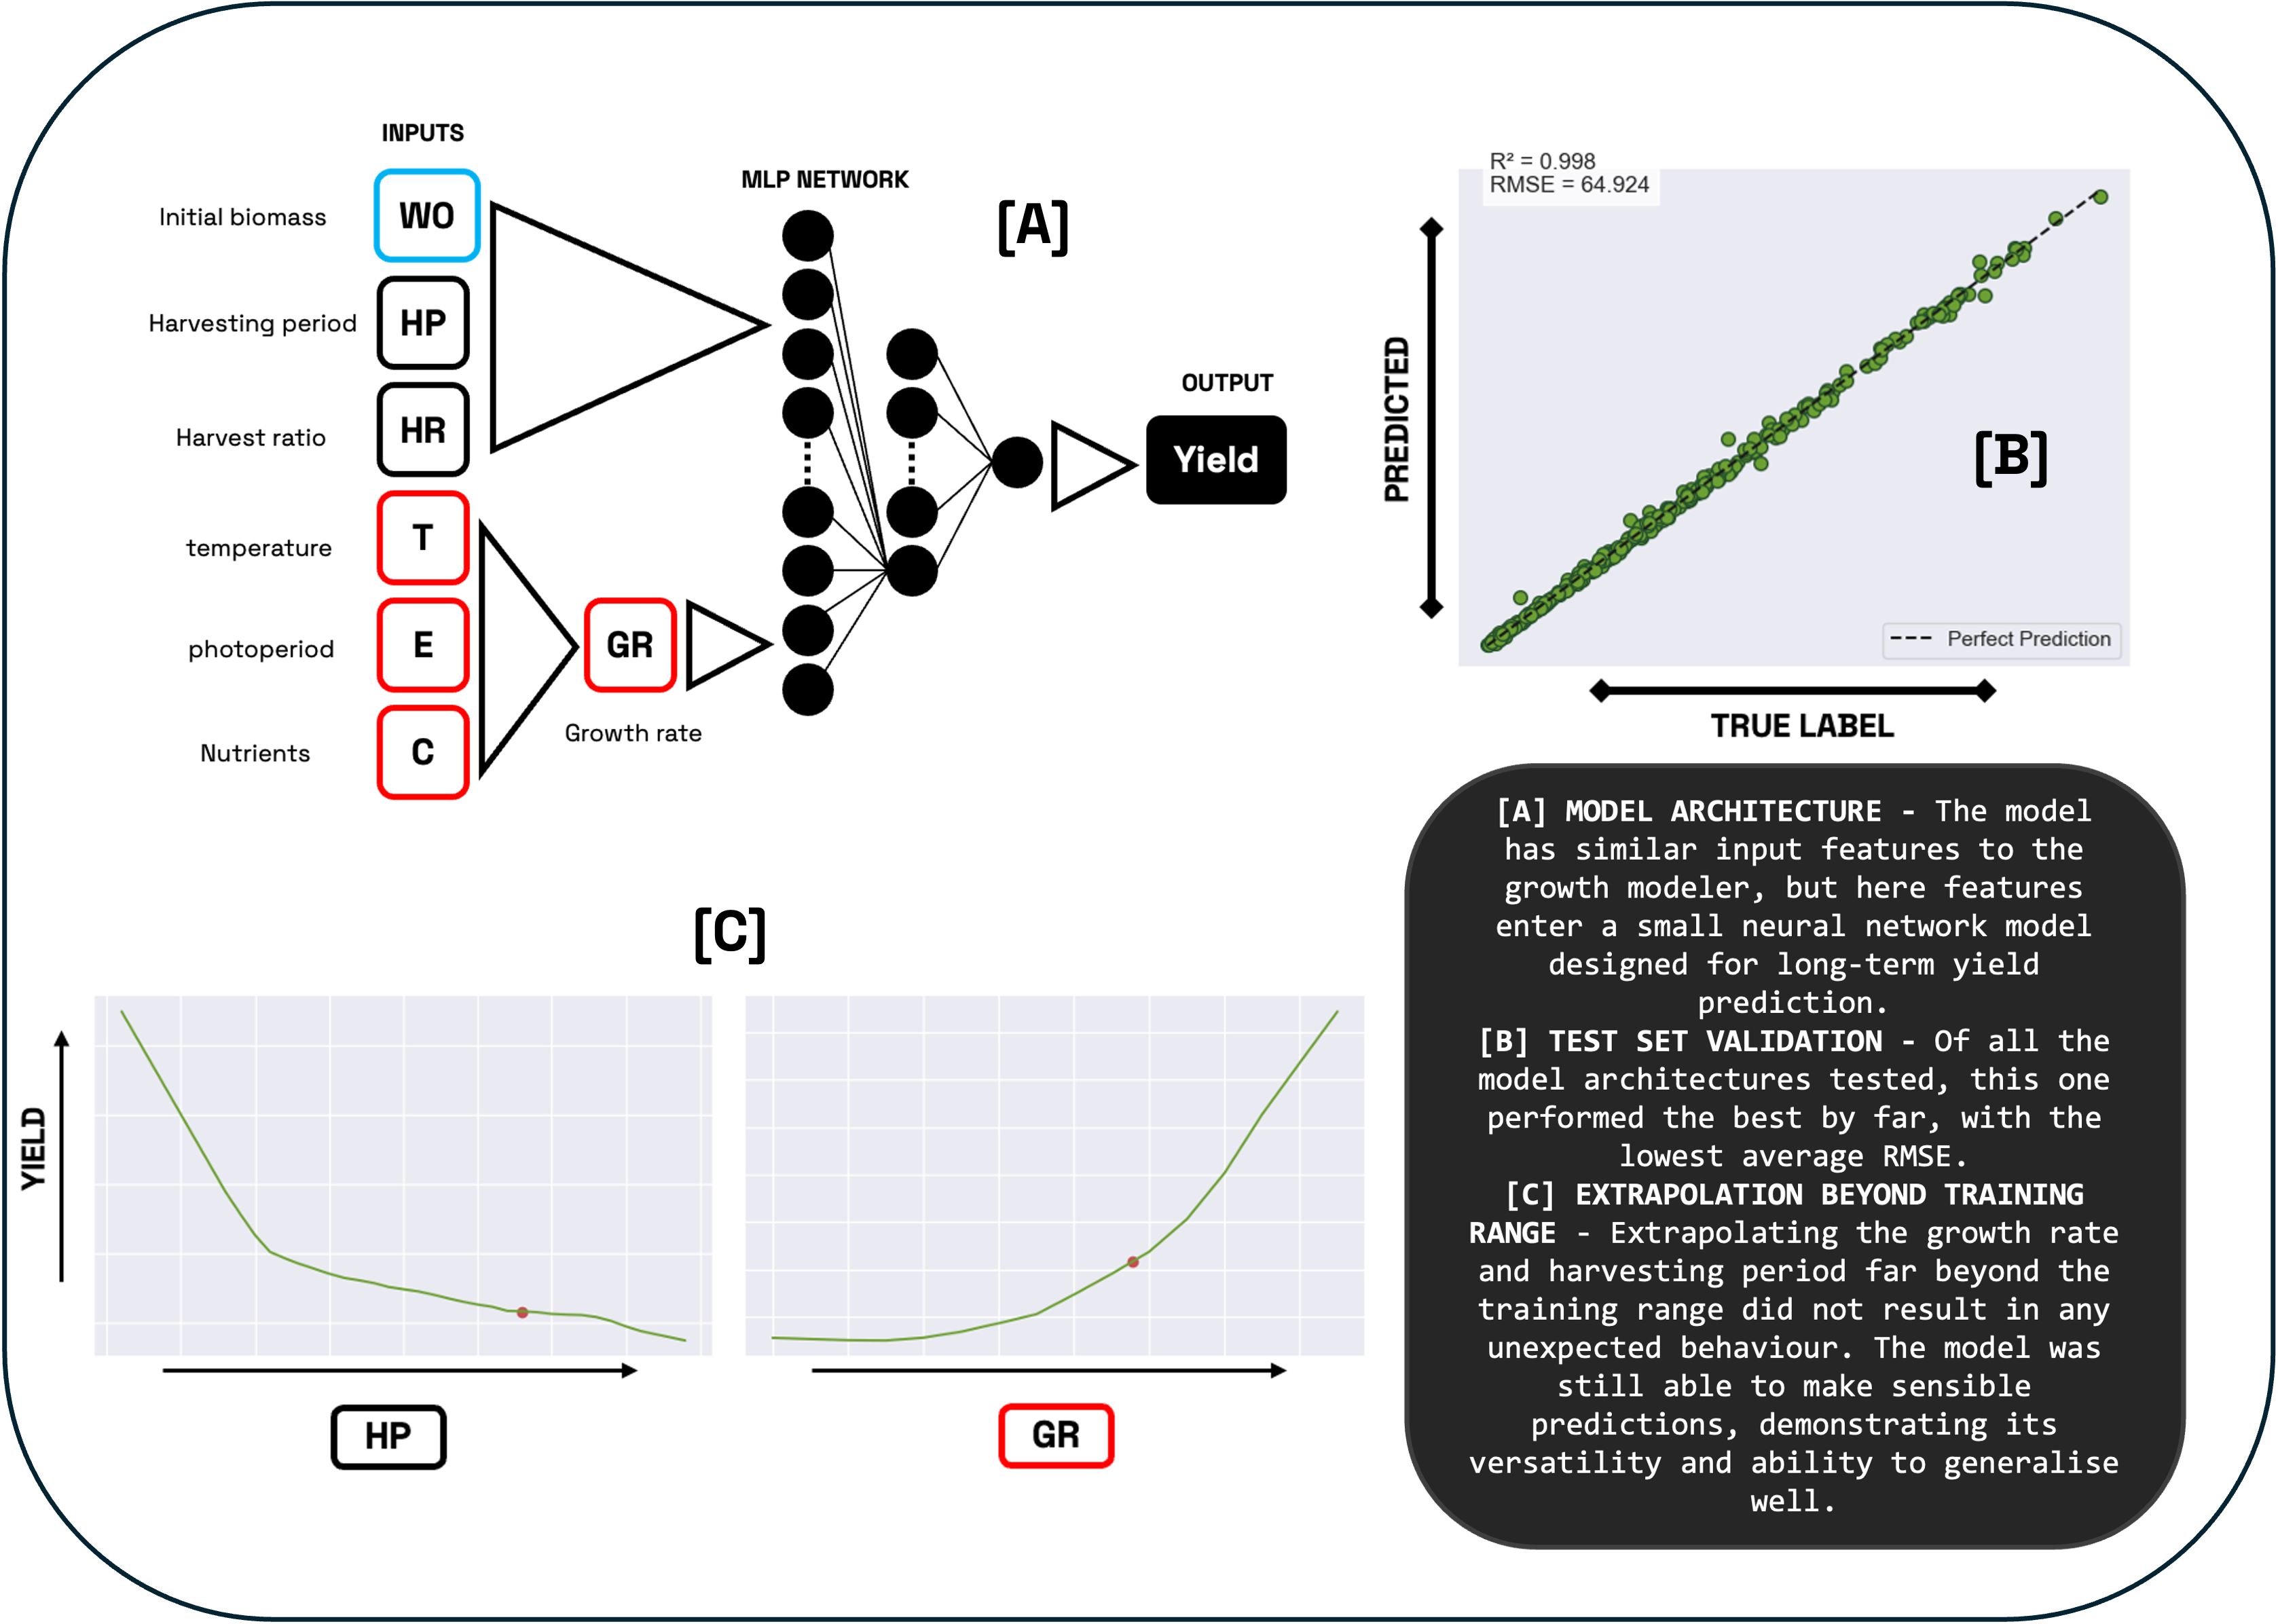 INPUTS
Initial biomass
WO
Harvesting period
HP
Harvest ratio
HR
temperature
T
photoperiod
E
Nutrients
C
GR
Growth rate
MLP NETWORK
[A]
OUTPUT
Yield
R² = 0.998
RMSE = 64.924
PREDICTED
[B]
Perfect Prediction
TRUE LABEL
[C]
YIELD
HP
GR
[A] MODEL ARCHITECTURE - The model
has similar input features to the
growth modeler, but here features
enter a small neural network model
designed for long-term yield
prediction.
[B] TEST SET VALIDATION - Of all the
model architectures tested, this one
performed the best by far, with the
lowest average RMSE.
[C] EXTRAPOLATION BEYOND TRAINING
RANGE - Extrapolating the growth rate
and harvesting period far beyond the
training range did not result in any
unexpected behaviour. The model was
still able to make sensible
predictions, demonstrating its
versatility and ability to generalise
well.